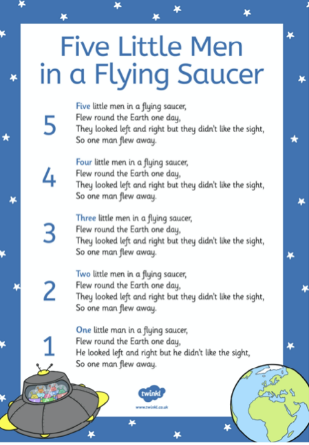 Five Little Men
in a Flying Saucer
5
Five little men in a flying saucer,
Flew round the Earth one day,
They looked left and right but they didn't like the sight,
So one man flew away.
4
Four little men in a flying saucer,
Flew round the Earth one day,
They looked left and right but they didn't like the sight,
So one man flew away.
3
Three little men in a flying saucer,
Flew round the Earth one day,
They looked left and right but they didn't like the sight,
So one man flew away.
2
Two little men in a flying saucer,
Flew round the Earth one day,
They looked left and right but they didn't like the sight,
So one man flew away.
1
One little man in a flying saucer,
Flew round the Earth one day,
He looked left and right but he didn't like the sight,
So one man flew away.
twinkl
www.twinkl.co.uk